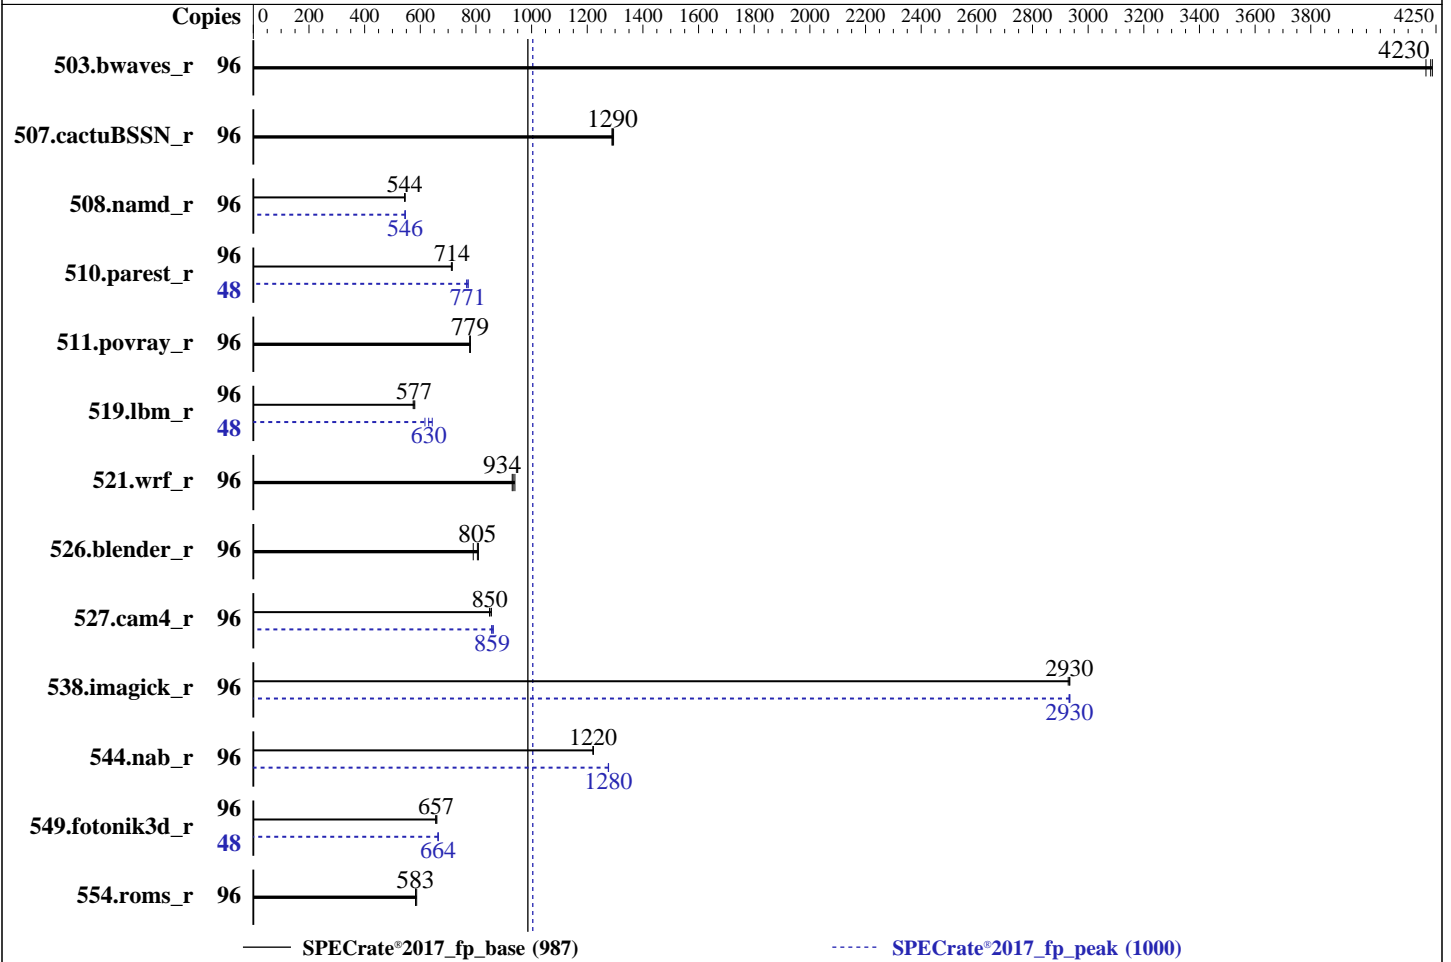 Copies 0 200 400 600 800 1000 1200 1400 1600 1800 2000 2200 2400 2600 2800 3000 3200 3400 3600 3800 4250
503.bwaves_r 96 4230
507.cactuBSSN_r 96 1290
508.namd_r 96 544
546
510.parest_r 96 714
48 771
511.povray_r 96 779
519.lbm_r 96 577
48 630
521.wrf_r 96 934
526.blender_r 96 805
527.cam4_r 96 850
859
538.imagick_r 96 2930
2930
544.nab_r 96 1220
1280
549.fotonik3d_r 96 657
48 664
554.roms_r 96 583
SPECrate®2017_fp_base (987) SPECrate®2017_fp_peak (1000)